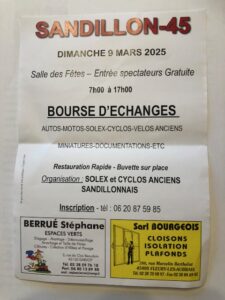 SANDILLON-45
DIMANCHE 9 MARS 2025
Salle des Fêtes – Entrée spectateurs Gratuite
7h00 à 17h00
BOURSE D'ECHANGES
AUTOS-MOTOS-SOLEX-CYCLOS-VELOS ANCIENS
MINIATURES-DOCUMENTATIONS-ETC
Restauration Rapide - Buvette sur place
Organisation : SOLEX et CYCLOS ANCIENS
SANDILLONNAIS
Inscription - tél : 06 20 87 59 85
BERRUÉ Stéphane
ESPACES VERTS
Sarl BOURGEOIS
CLOISONS
ISOLATION
PLAFONDS